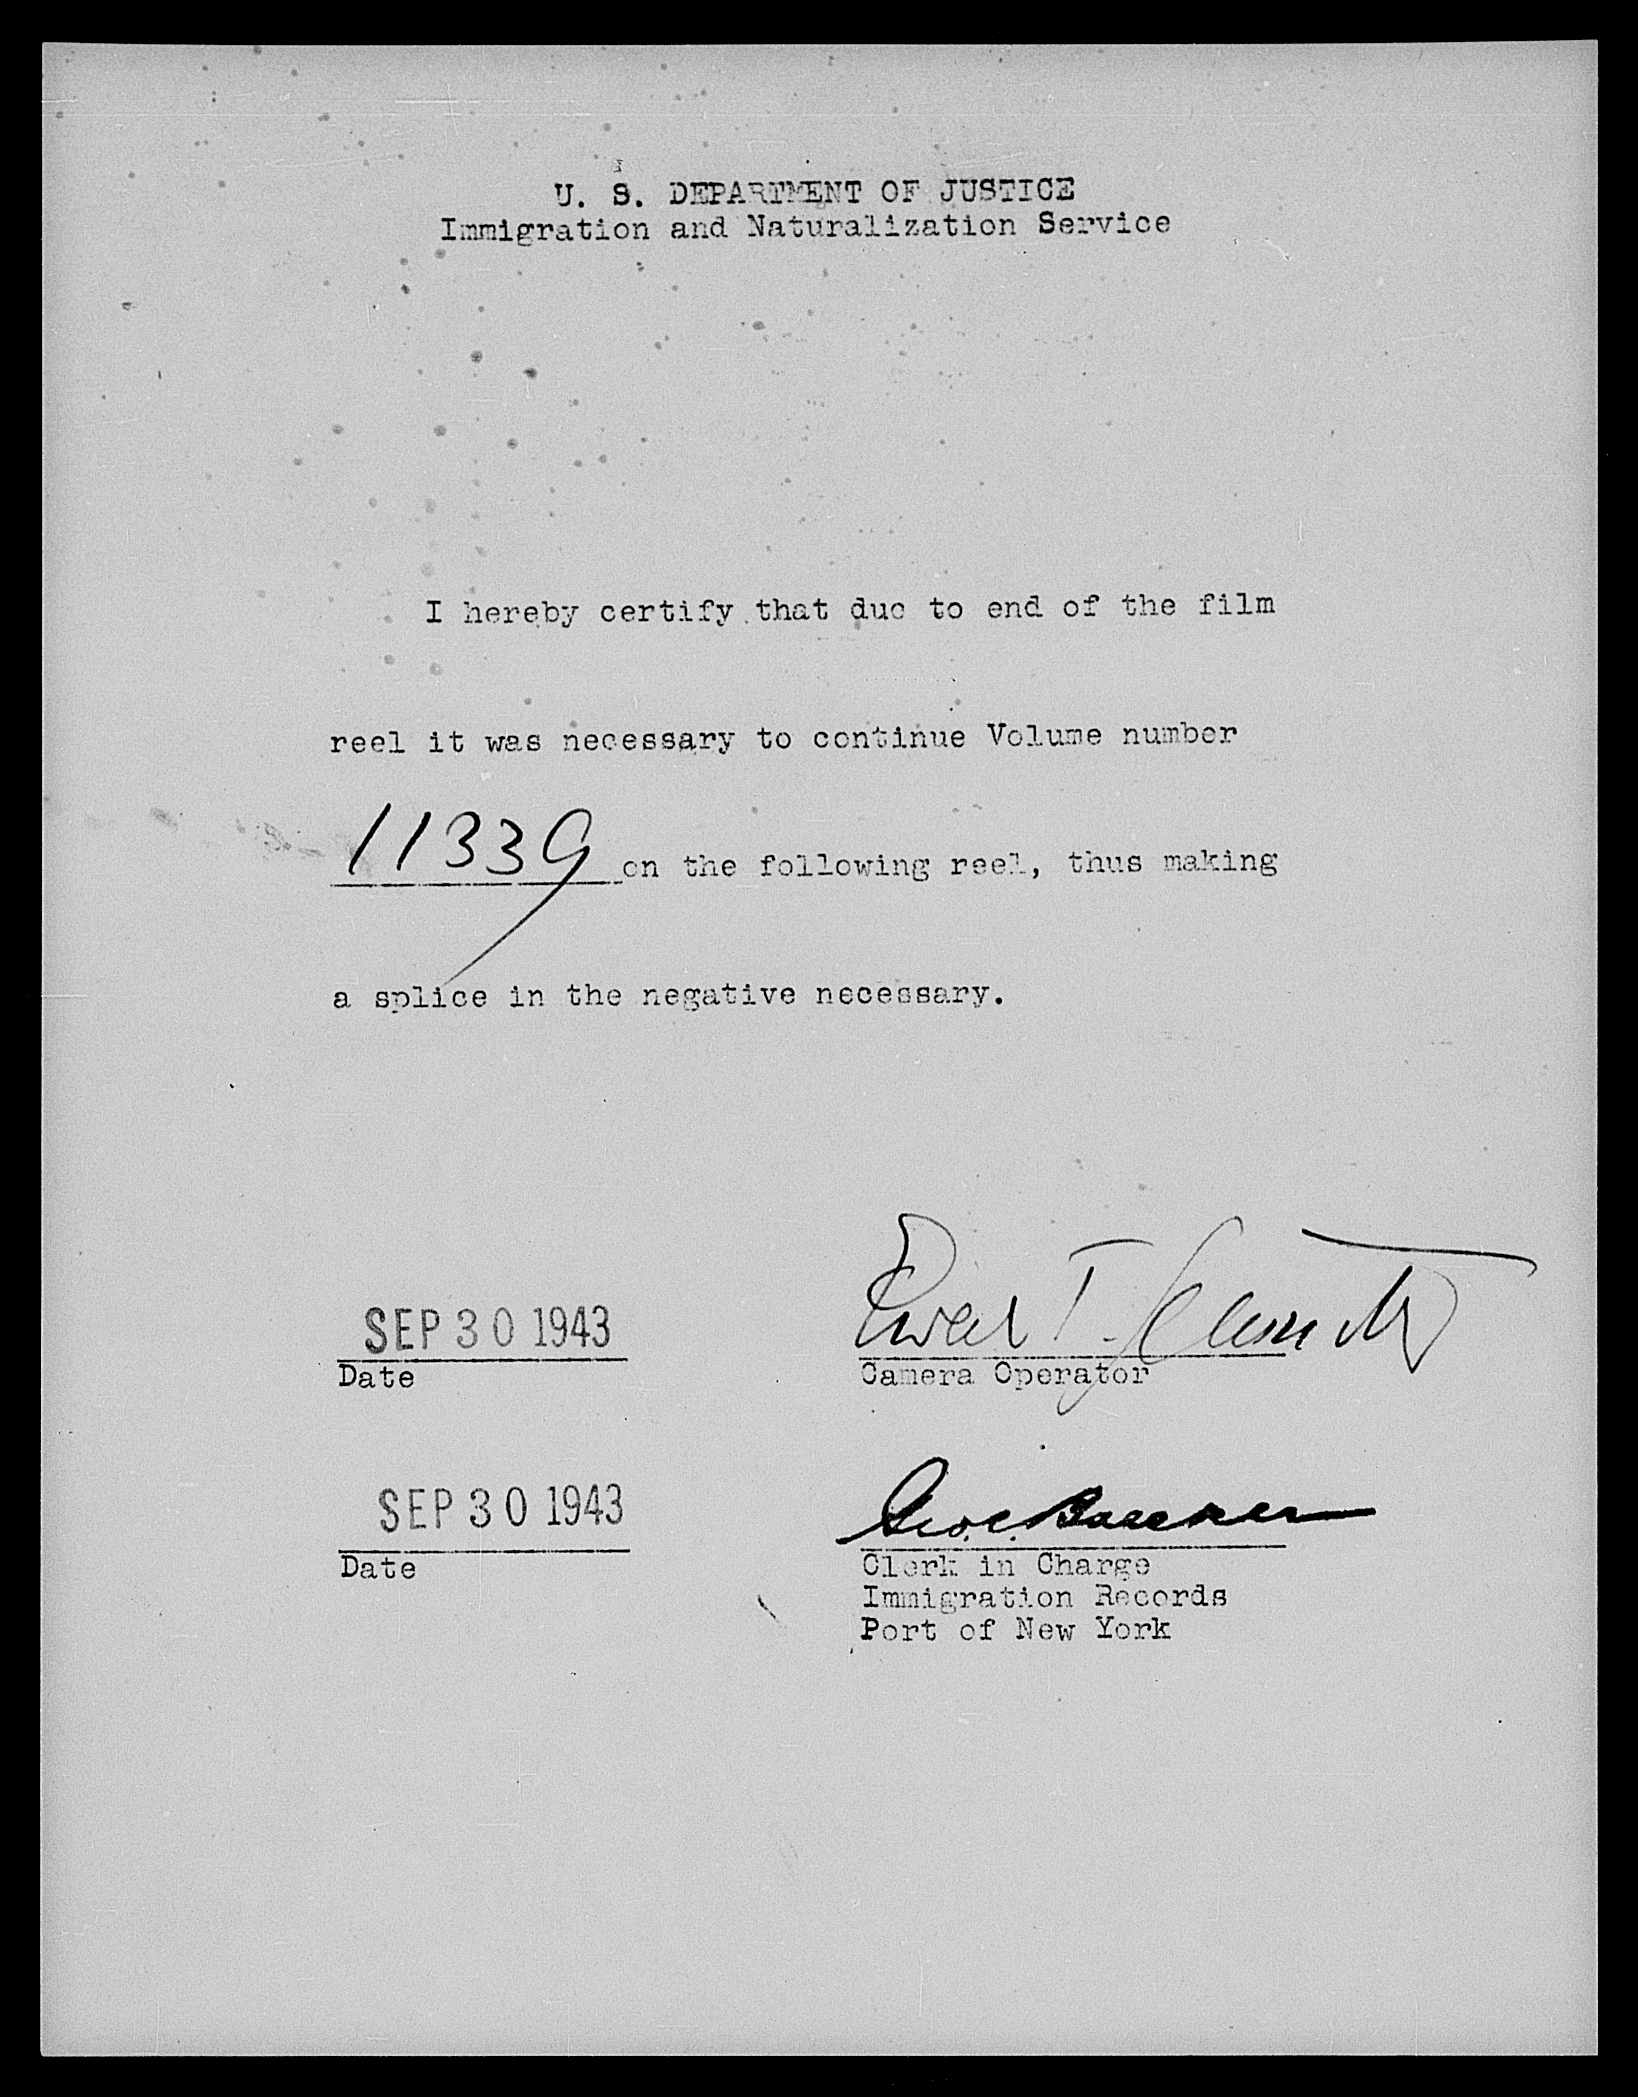 U. S. DEPARTMENT OF JUSTICE
Immigration and Naturalization Service
I hereby certify that due to end of the film
reel it was necessary to continue Volume number
11339 on the following reel, thus making
a splice in the negative necessary.
SEP 30 1943
Date
T.
Camera Operator
SEP 30 1943
Date
Geo. C.
Clerk in Charge
Immigration Records
Port of New York